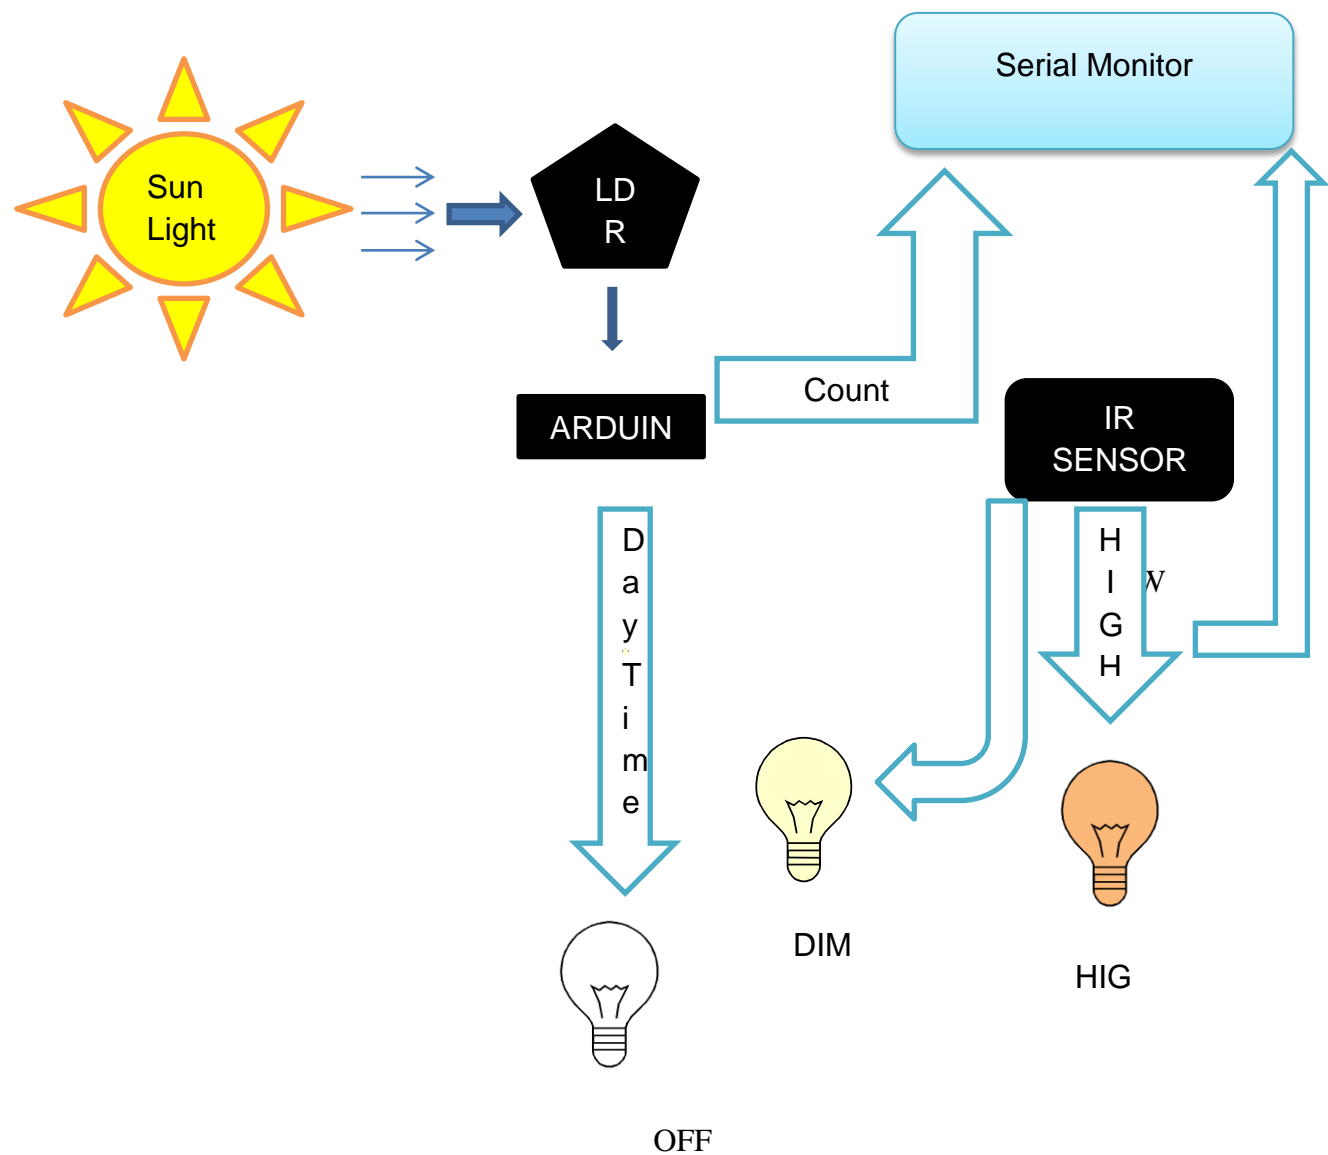 Serial Monitor
Sun
Light
LD
R
Count
ARDUIN
IR
SENSOR
D
a
y
T
i
m
e
H
I
G
H
W
DIM
HIG
OFF